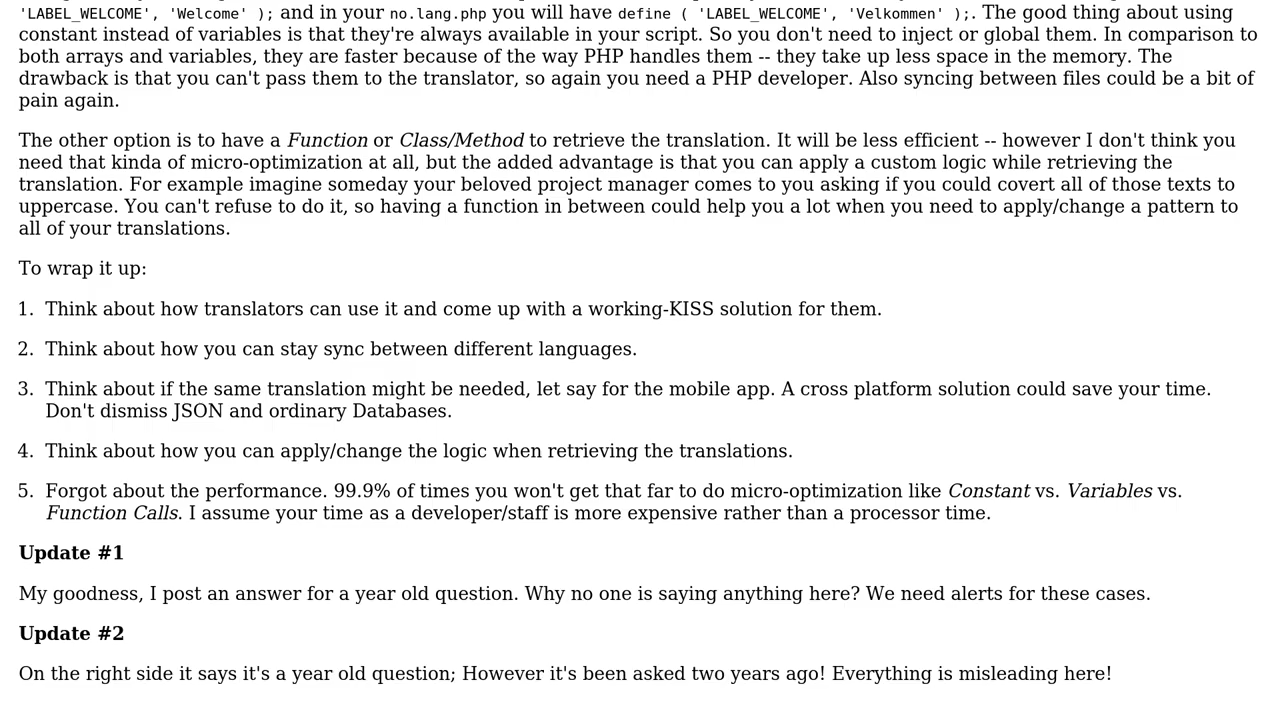 'LABEL_WELCOME', 'Welcome' ); and in your no.lang.php you will have define ( 'LABEL_WELCOME', 'Velkommen' );. The good thing about using
constant instead of variables is that they're always available in your script. So you don't need to inject or global them. In comparison to
both arrays and variables, they are faster because of the way PHP handles them -- they take up less space in the memory. The
drawback is that you can't pass them to the translator, so again you need a PHP developer. Also syncing between files could be a bit of
pain again.
The other option is to have a Function or Class/Method to retrieve the translation. It will be less efficient -- however I don't think you
need that kinda of micro-optimization at all, but the added advantage is that you can apply a custom logic while retrieving the
translation. For example imagine someday your beloved project manager comes to you asking if you could covert all of those texts to
uppercase. You can't refuse to do it, so having a function in between could help you a lot when you need to apply/change a pattern to
all of your translations.
To wrap it up:
1. Think about how translators can use it and come up with a working-KISS solution for them.
2. Think about how you can stay sync between different languages.
3. Think about if the same translation might be needed, let say for the mobile app. A cross platform solution could save your time.
Don't dismiss JSON and ordinary Databases.
4. Think about how you can apply/change the logic when retrieving the translations.
5. Forgot about the performance. 99.9% of times you won't get that far to do micro-optimization like Constant vs. Variables vs.
Function Calls. I assume your time as a developer/staff is more expensive rather than a processor time.
Update #1
My goodness, I post an answer for a year old question. Why no one is saying anything here? We need alerts for these cases.
Update #2
On the right side it says it's a year old question; However it's been asked two years ago! Everything is misleading here!